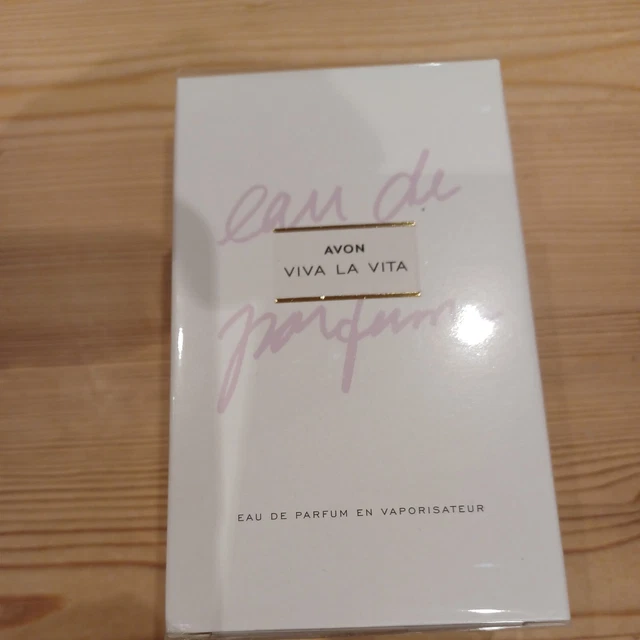 eau de
AVON
VIVA LA VITA
parfum
EAU DE PARFUM EN VAPORISATEUR